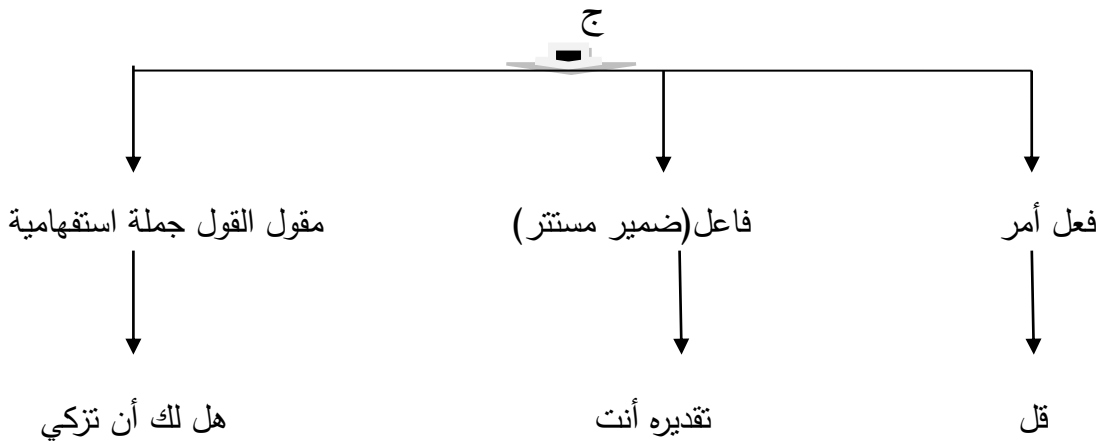 ج
فعل أمر
فاعل(ضمير مستتر)
مقول القول جملة استفهامية
قل
تقديره أنت
هل لك أن تزكي